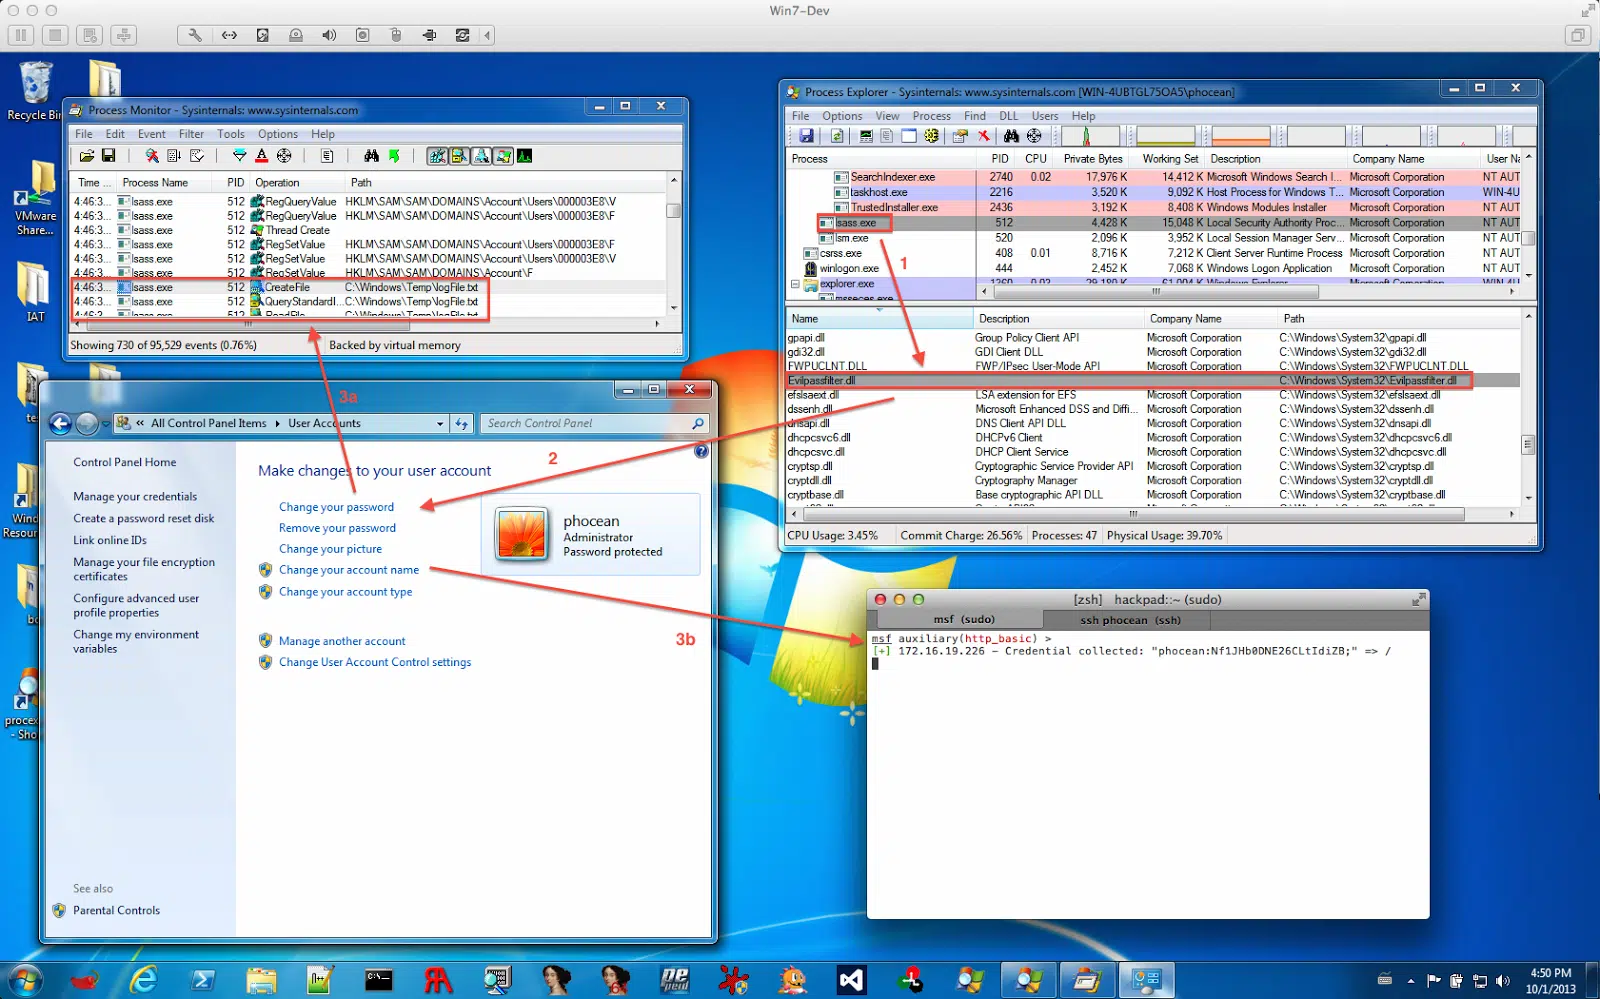 Win7-Dev
Recycle Bin
VMware
Share...
IAT
Process Monitor - Sysinternals: www.sysinternals.com
File Edit Event Filter Tools Options Help
Time ... Process Name PID Operation Path
4:46:3... lsass.exe 512 RegQueryValue HKLM\SAM\SAM\DOMAINS\Account\Users\000003E8\V
4:46:3... lsass.exe 512 RegQueryValue HKLM\SAM\SAM\DOMAINS\Account\Users\000003E8\F
4:46:3... lsass.exe 512 Thread Create
4:46:3... lsass.exe 512 RegSetValue HKLM\SAM\SAM\DOMAINS\Account\Users\000003E8\F
4:46:3... lsass.exe 512 RegSetValue HKLM\SAM\SAM\DOMAINS\Account\Users\000003E8\V
4:46:3... lsass.exe 512 RegSetValue HKLM\SAM\SAM\DOMAINS\Account\F
4:46:3... lsass.exe 512 CreateFile C:\Windows\Temp\logFile.txt
4:46:3... lsass.exe 512 QueryStandardI... C:\Windows\Temp\logFile.txt
4:46:3... lsass.exe 512 ReadFile C:\Windows\Temp\logFile.txt
Showing 730 of 95,529 events (0.76%) Backed by virtual memory
Process Explorer - Sysinternals: www.sysinternals.com [WIN-4UBTGL75OA5\phocean]
File Options View Process Find DLL Users Help
Process PID CPU Private Bytes Working Set Description Company Name User Na
SearchIndexer.exe 2740 0.02 17,976 K 14,412 K Microsoft Windows Search I... Microsoft Corporation NT AUT
taskhost.exe 2216 3,520 K 9,092 K Host Process for Windows T... Microsoft Corporation WIN-4U
TrustedInstaller.exe 2436 3,192 K 8,408 K Windows Modules Installer Microsoft Corporation NT AUT
lsass.exe 512 4,428 K 15,048 K Local Security Authority Proc... Microsoft Corporation NT AUT
lsm.exe 520 2,096 K 3,952 K Local Session Manager Serv... Microsoft Corporation NT AUT
csrss.exe 408 0.01 8,716 K 7,212 K Client Server Runtime Process Microsoft Corporation NT AUT
winlogon.exe 444 2,452 K 7,068 K Windows Logon Application Microsoft Corporation NT AUT
explorer.exe 1260 0.03 29,180 K 61,004 K Windows Explorer Microsoft Corporation WIN-4U
msseces.exe
1
Name Description Company Name Path
gpapi.dll Group Policy Client API Microsoft Corporation C:\Windows\System32\gpapi.dll
gdi32.dll GDI Client DLL Microsoft Corporation C:\Windows\System32\gdi32.dll
FWPUCLNT.DLL FWP/IPsec User-Mode API Microsoft Corporation C:\Windows\System32\FWPUCLNT.DLL
Evilpassfilter.dll C:\Windows\System32\Evilpassfilter.dll
efslsaext.dll LSA extension for EFS Microsoft Corporation C:\Windows\System32\efslsaext.dll
dssenh.dll Microsoft Enhanced DSS and Diffi... Microsoft Corporation C:\Windows\System32\dssenh.dll
dnsapi.dll DNS Client API DLL Microsoft Corporation C:\Windows\System32\dnsapi.dll
dhcpcsvc6.dll DHCPv6 Client Microsoft Corporation C:\Windows\System32\dhcpcsvc6.dll
dhcpcsvc.dll DHCP Client Service Microsoft Corporation C:\Windows\System32\dhcpcsvc.dll
cryptsp.dll Cryptographic Service Provider API Microsoft Corporation C:\Windows\System32\cryptsp.dll
cryptdll.dll Cryptography Manager Microsoft Corporation C:\Windows\System32\cryptdll.dll
cryptbase.dll Base cryptographic API DLL Microsoft Corporation C:\Windows\System32\cryptbase.dll
CPU Usage: 3.45% Commit Charge: 26.56% Processes: 47 Physical Usage: 39.70%
3a
2
3b
All Control Panel Items User Accounts Search Control Panel
Control Panel Home
Manage your credentials
Create a password reset disk
Link online IDs
Manage your file encryption
certificates
Configure advanced user
profile properties
Change my environment
variables
See also
Parental Controls
Make changes to your user account
Change your password
Remove your password
Change your picture
Change your account name
Change your account type
Manage another account
Change User Account Control settings
phocean
Administrator
Password protected
Wind
Resour
procex
- Sho
[zsh] hackpad::~ (sudo)
msf (sudo) ssh phocean (ssh)
msf auxiliary(http_basic) >
[+] 172.16.19.226 - Credential collected: "phocean:Nf1JHb0DNE26CLtIdiZB;" => /
4:50 PM
10/1/2013